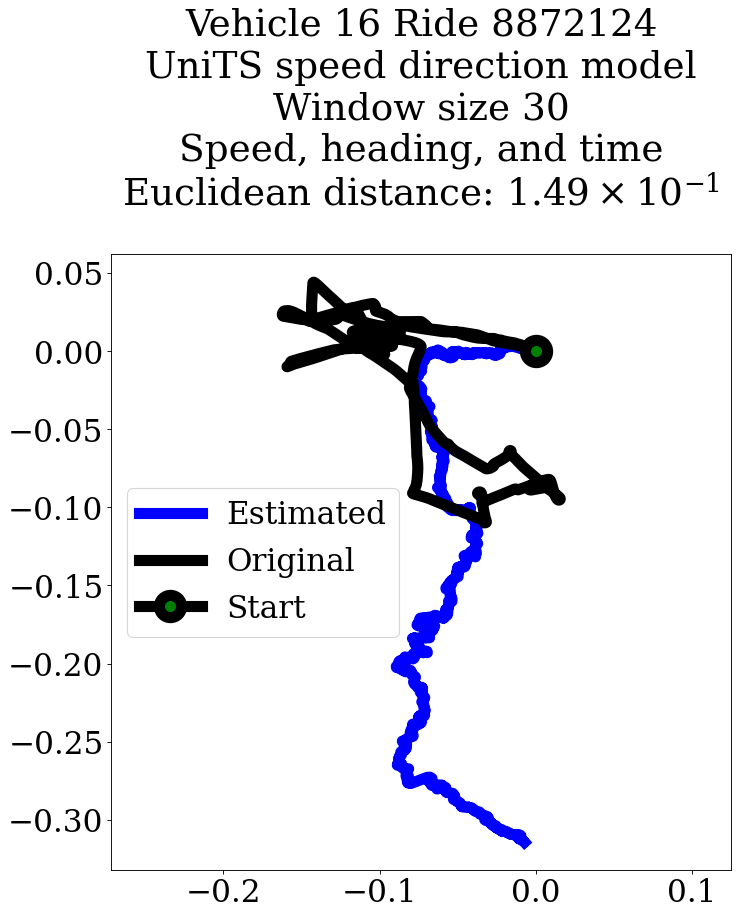 Vehicle 16 Ride 8872124
UniTS speed direction model
Window size 30
Speed, heading, and time
Euclidean distance: 1.49 × 10⁻¹
0.05
0.00
−0.05
−0.10
−0.15
−0.20
−0.25
−0.30
Estimated
Original
Start
−0.2
−0.1
0.0
0.1